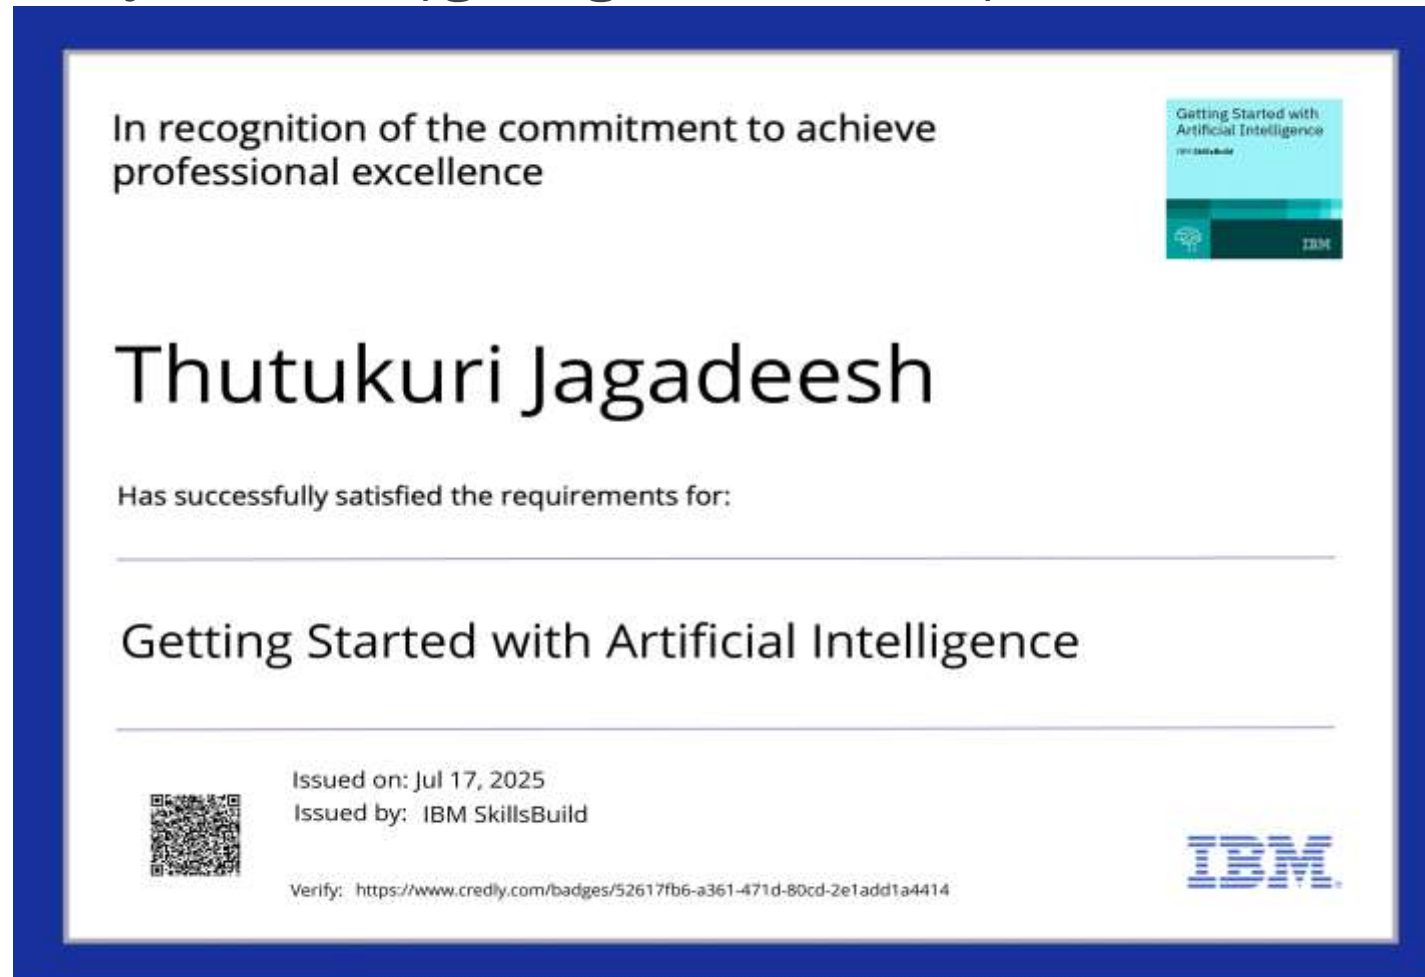 In recognition of the commitment to achieve
professional excellence
Getting Started with
Artificial Intelligence
IBM SkillsBuild
IBM
Thutukuri Jagadeesh
Has successfully satisfied the requirements for:
Getting Started with Artificial Intelligence
Issued on: Jul 17, 2025
Issued by: IBM SkillsBuild
Verify: https://www.credly.com/badges/52617fb6-a361-471d-80cd-2e1add1a4414
IBM.